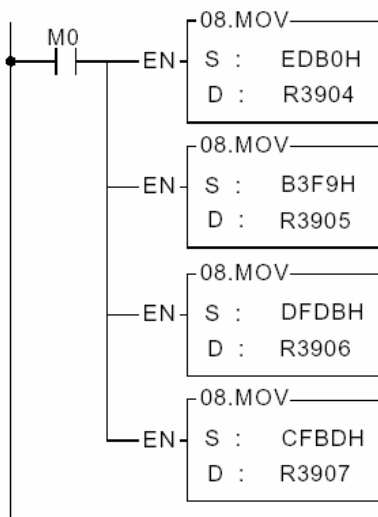 M0
08.MOV
EN
S : EDB0H
D : R3904
08.MOV
EN
S : B3F9H
D : R3905
08.MOV
EN
S : DFDBH
D : R3906
08.MOV
EN
S : CFBDH
D : R3907